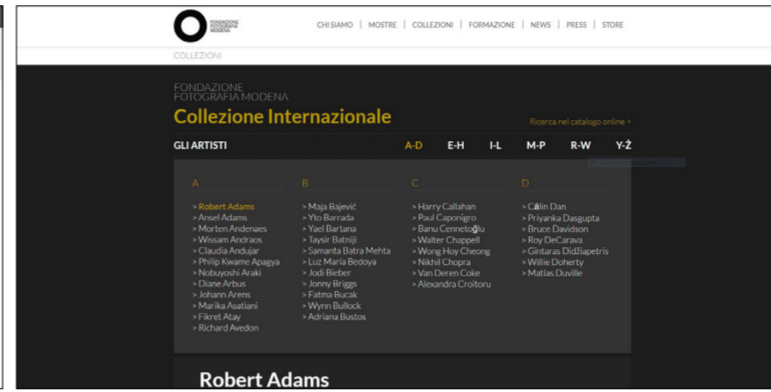 FONDAZIONE
FOTOGRAFIA
MODENA
CHI SIAMO | MOSTRE | COLLEZIONI | FORMAZIONE | NEWS | PRESS | STORE
COLLEZIONI
FONDAZIONE
FOTOGRAFIA MODENA
Collezione Internazionale
Ricerca nel catalogo online >
GLI ARTISTI
A-D E-H I-L M-P R-W Y-Ž
A
> Robert Adams
> Ansel Adams
> Morten Andenaes
> Wissam Andraos
> Claudia Andujar
> Philip Kwame Apagya
> Nobuyoshi Araki
> Diane Arbus
> Johann Arens
> Marika Asatiani
> Fikret Atay
> Richard Avedon
B
> Maja Bajević
> Yto Barrada
> Yael Bartana
> Taysir Batniji
> Samanta Batra Mehta
> Luz María Bedoya
> Jodi Bieber
> Jonny Briggs
> Fatma Bucak
> Wynn Bullock
> Adriana Bustos
C
> Harry Callahan
> Paul Caponigro
> Banu Cennetoğlu
> Walter Chappell
> Wong Hoy Cheong
> Nikhil Chopra
> Van Deren Coke
> Alexandra Croitoru
D
> Călin Dan
> Priyanka Dasgupta
> Bruce Davidson
> Roy DeCarava
> Gintaras Didžiapetris
> Willie Doherty
> Matías Duville
Robert Adams